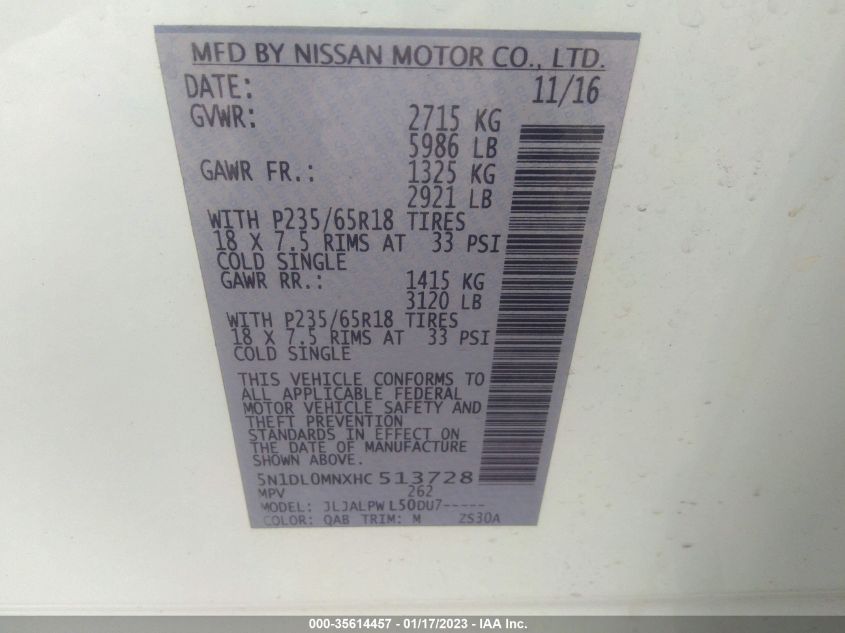 MFD BY NISSAN MOTOR CO., LTD.
DATE: 11/16
GVWR: 2715 KG
5986 LB
GAWR FR.: 1325 KG
2921 LB
WITH P235/65R18 TIRES
18 X 7.5 RIMS AT 33 PSI
COLD SINGLE
GAWR RR.: 1415 KG
3120 LB
WITH P235/65R18 TIRES
18 X 7.5 RIMS AT 33 PSI
COLD SINGLE
THIS VEHICLE CONFORMS TO
ALL APPLICABLE FEDERAL
MOTOR VEHICLE SAFETY AND
THEFT PREVENTION
STANDARDS IN EFFECT ON
THE DATE OF MANUFACTURE
SHOWN ABOVE.
5N1DL0MNXHC 513728
MPV 262
MODEL: JLJALPW L50DU7-----
COLOR: QAB TRIM: M ZS30A
000-35614457 - 01/17/2023 - IAA Inc.